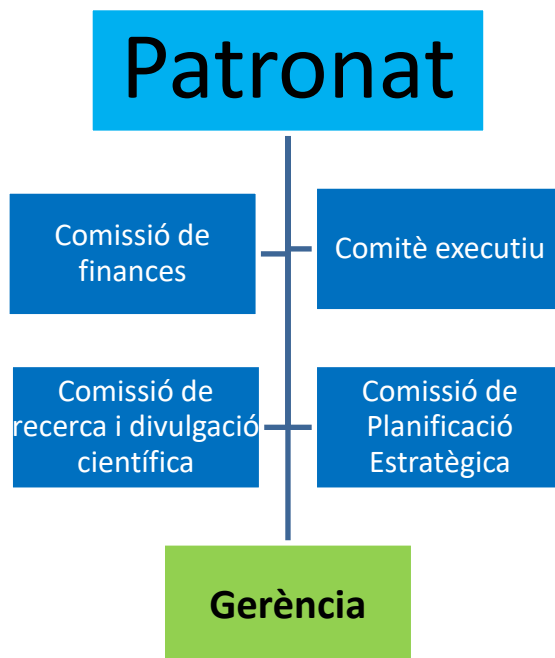 Patronat
Comissió de
finances
Comitè executiu
Comissió de
recerca i divulgació
científica
Comissió de
Planificació
Estratègica
Gerència